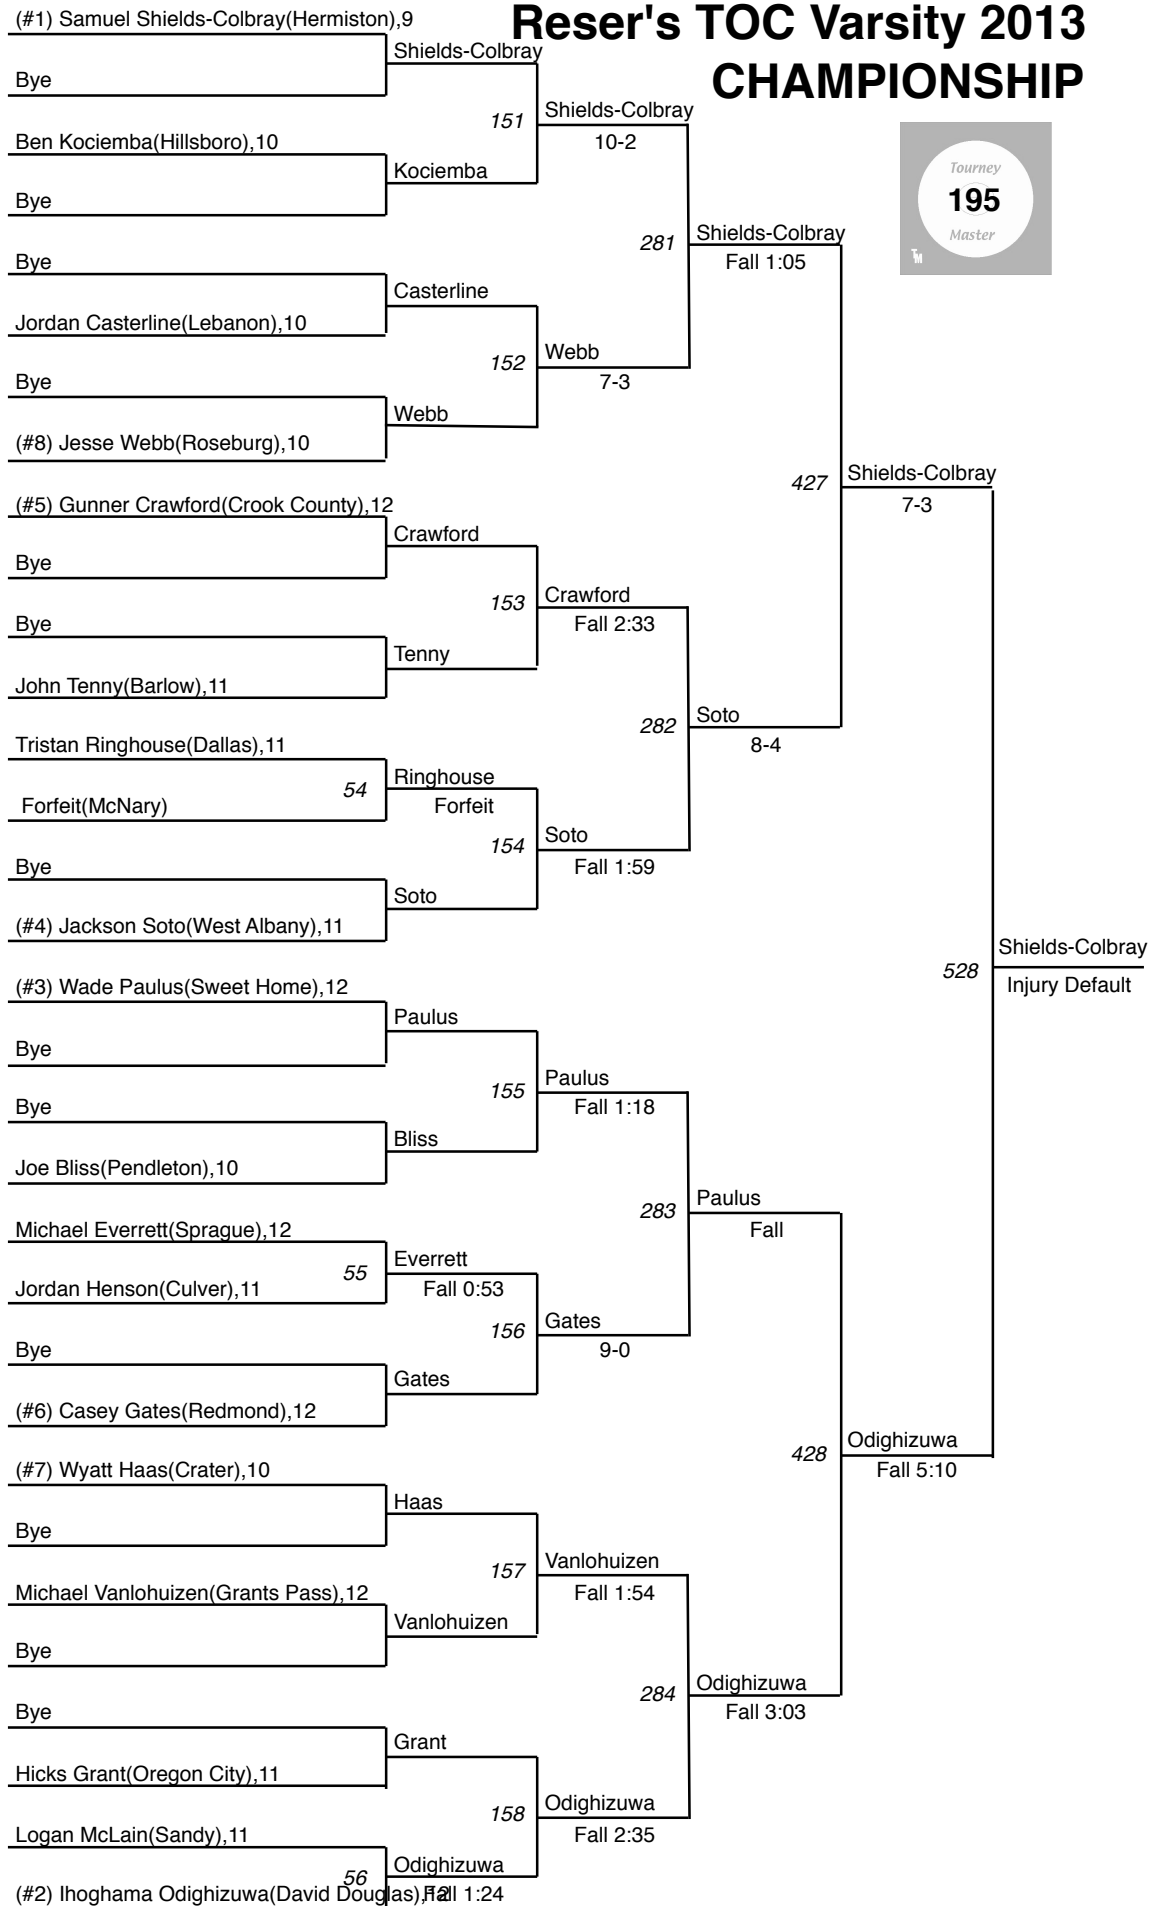 Reser's TOC Varsity 2013
CHAMPIONSHIP
Tourney
195
Master
TM
(#1) Samuel Shields-Colbray(Hermiston),9
Shields-Colbray
Bye
151
Shields-Colbray
10-2
Ben Kociemba(Hillsboro),10
Kociemba
Bye
281
Shields-Colbray
Fall 1:05
Bye
Casterline
Jordan Casterline(Lebanon),10
152
Webb
7-3
Bye
Webb
(#8) Jesse Webb(Roseburg),10
427
Shields-Colbray
7-3
(#5) Gunner Crawford(Crook County),12
Crawford
Bye
153
Crawford
Fall 2:33
Bye
Tenny
John Tenny(Barlow),11
282
Soto
8-4
Tristan Ringhouse(Dallas),11
54
Ringhouse
Forfeit
Forfeit(McNary)
154
Soto
Fall 1:59
Bye
Soto
(#4) Jackson Soto(West Albany),11
528
Shields-Colbray
Injury Default
(#3) Wade Paulus(Sweet Home),12
Paulus
Bye
155
Paulus
Fall 1:18
Bye
Bliss
Joe Bliss(Pendleton),10
283
Paulus
Fall
Michael Everrett(Sprague),12
55
Everrett
Fall 0:53
Jordan Henson(Culver),11
156
Gates
9-0
Bye
Gates
(#6) Casey Gates(Redmond),12
428
Odighizuwa
Fall 5:10
(#7) Wyatt Haas(Crater),10
Haas
Bye
157
Vanlohuizen
Fall 1:54
Michael Vanlohuizen(Grants Pass),12
Vanlohuizen
Bye
284
Odighizuwa
Fall 3:03
Bye
Grant
Hicks Grant(Oregon City),11
158
Odighizuwa
Fall 2:35
Logan McLain(Sandy),11
56
Odighizuwa
Fall 1:24
(#2) Ihoghama Odighizuwa(David Douglas),12